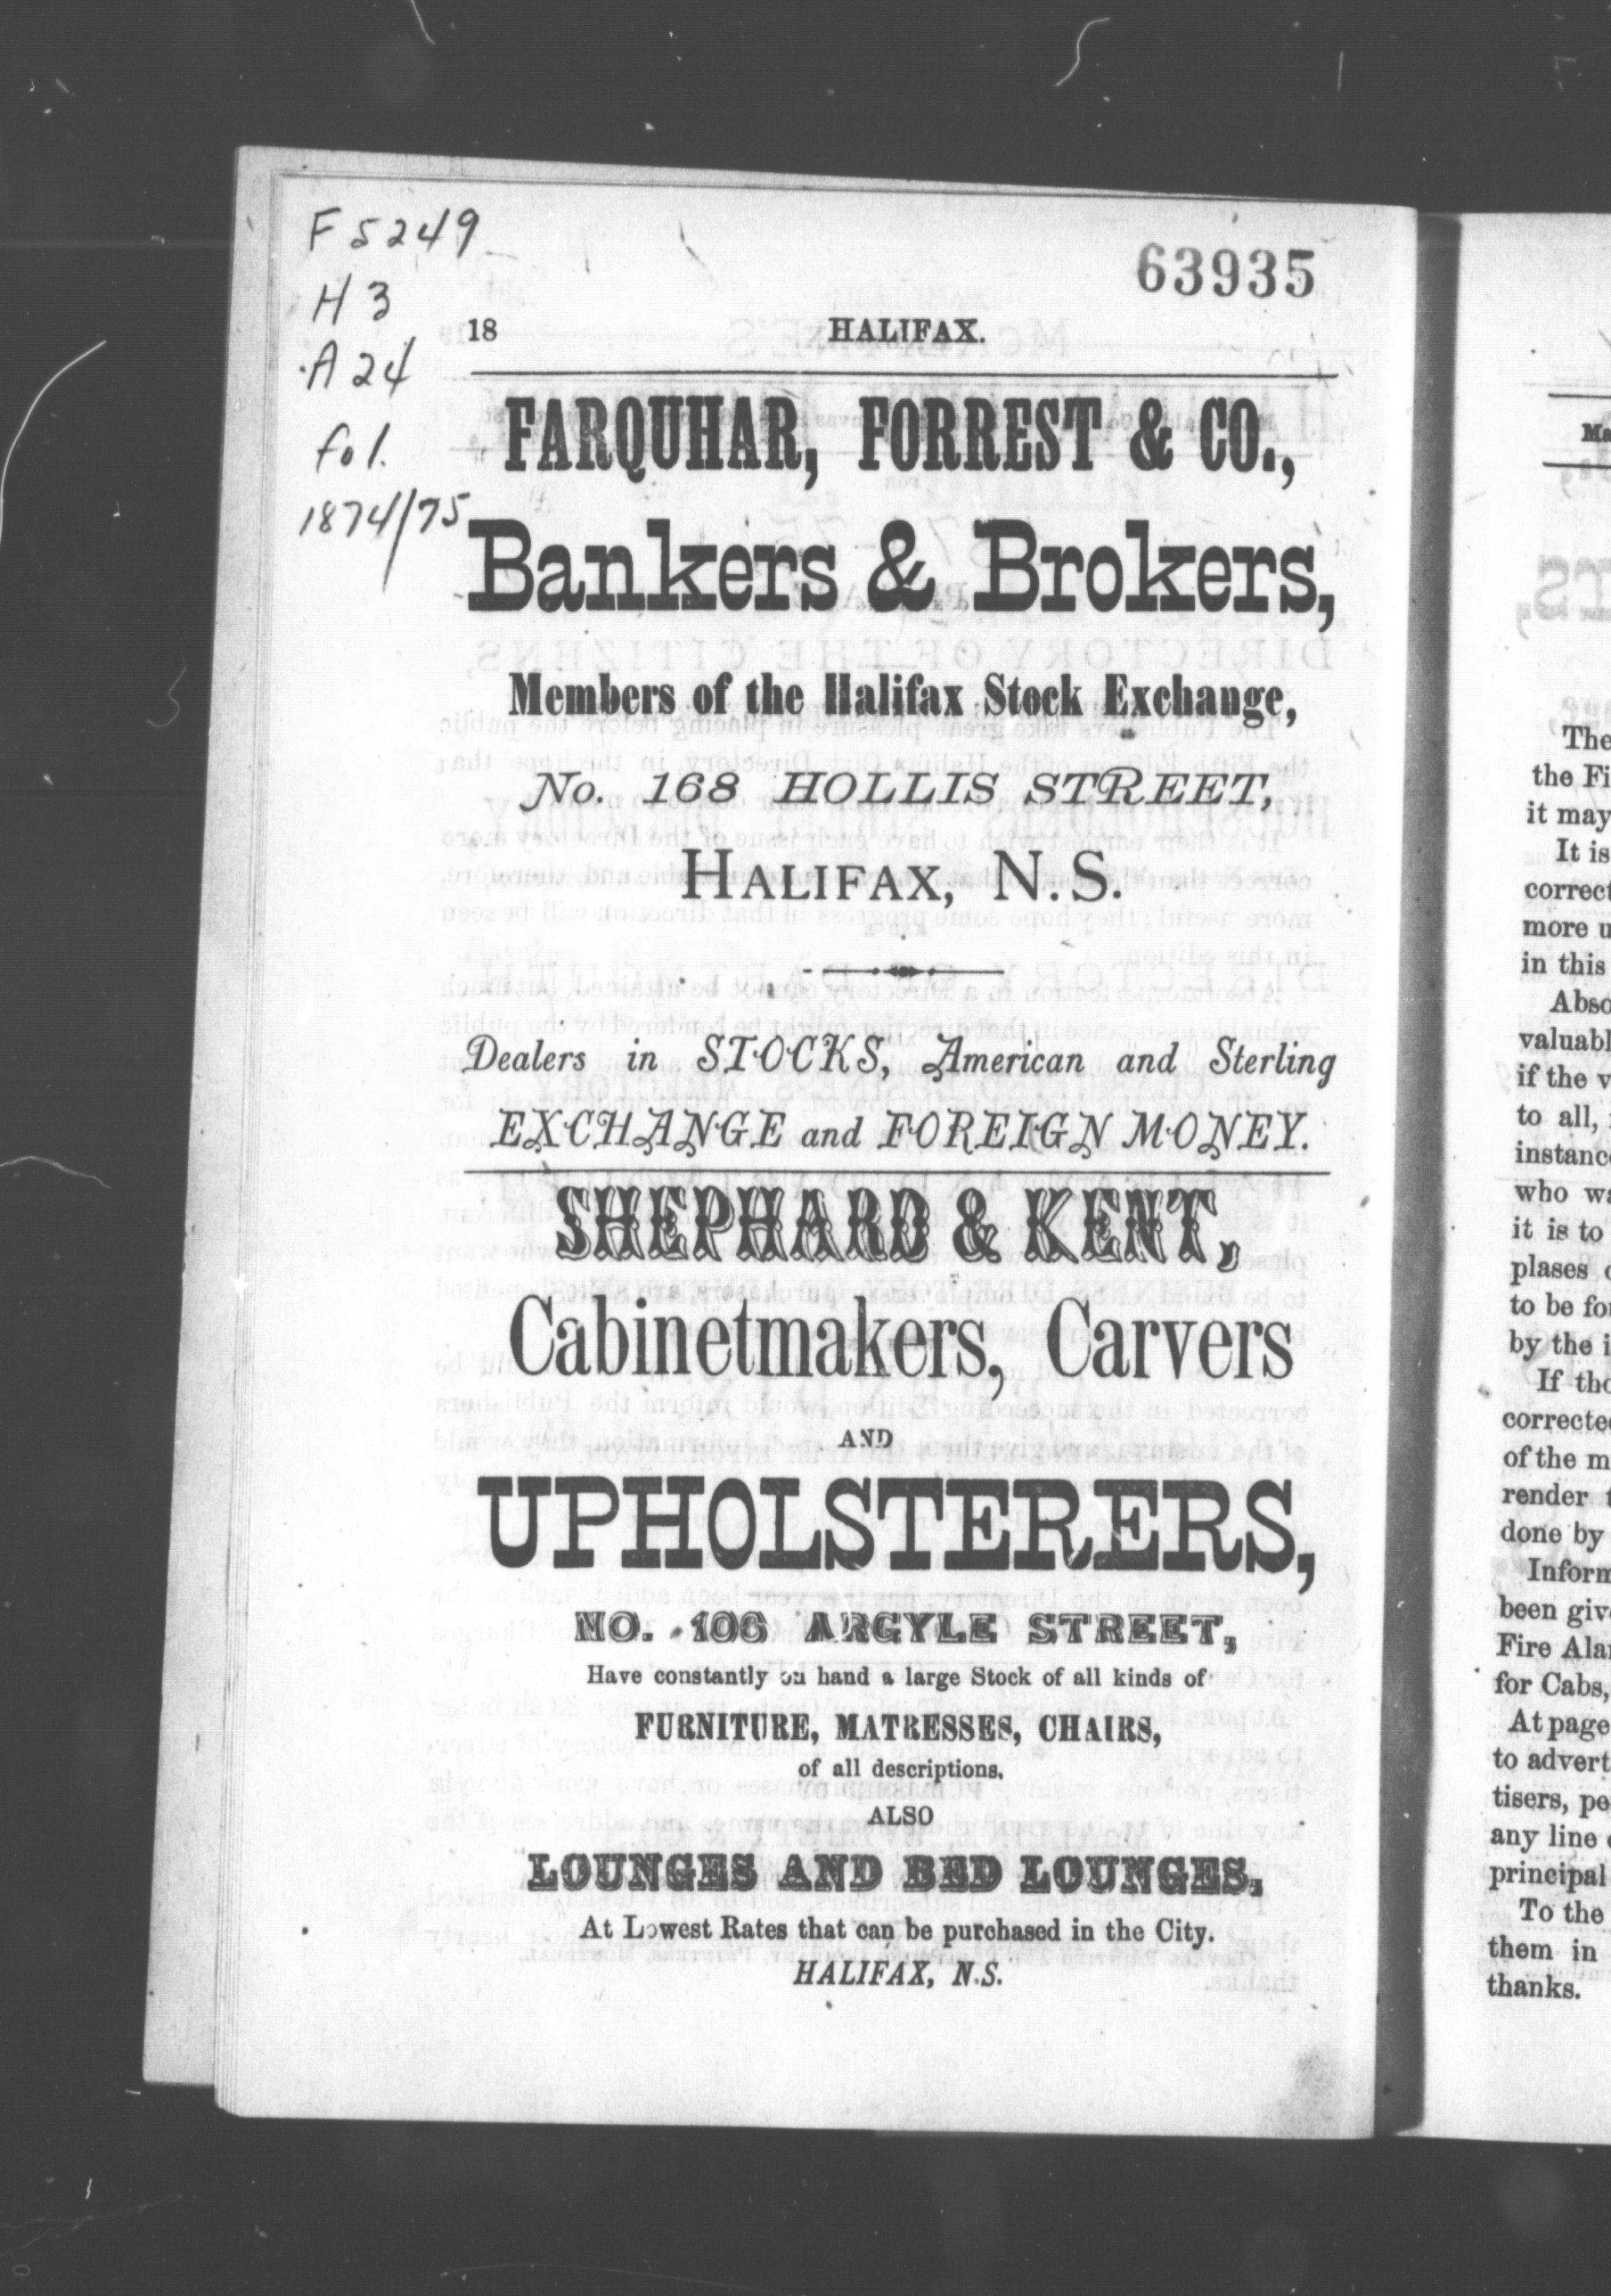 F5249
H3
.A24
fol.
1874/75
63935
18 HALIFAX.
FARQUHAR, FORREST & CO.,
Bankers & Brokers,
Members of the Halifax Stock Exchange,
No. 168 HOLLIS STREET,
HALIFAX, N.S.
Dealers in STOCKS, American and Sterling
EXCHANGE and FOREIGN MONEY.
SHEPHARD & KENT,
Cabinetmakers, Carvers
AND
UPHOLSTERERS,
NO. 106 ARGYLE STREET,
Have constantly on hand a large Stock of all kinds of
FURNITURE, MATRESSES, CHAIRS,
of all descriptions,
ALSO
LOUNGES AND BED LOUNGES,
At Lowest Rates that can be purchased in the City.
HALIFAX, N.S.
The
the Fi
it may
It is
correct
more u
in this
Abso
valuabl
if the v
to all,
instanc
who wa
it is to
plases
to be fo
by the i
If tho
corrected
of the m
render
done by
Inform
been giv
Fire Ala
for Cabs,
At page
to advert
tisers, pe
any line
principal
To the
them in
thanks.